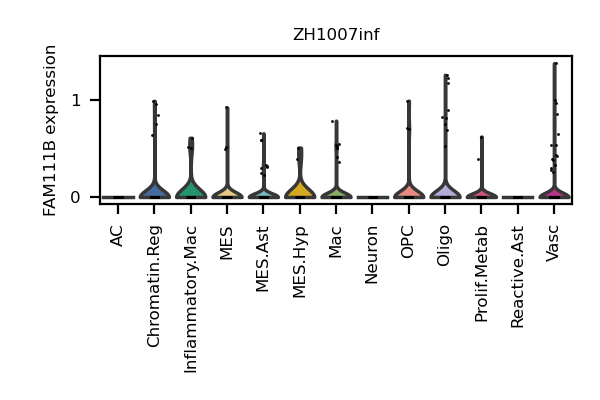 ZH1007inf
FAM111B expression
1
0
AC
Chromatin.Reg
Inflammatory.Mac
MES
MES.Ast
MES.Hyp
Mac
Neuron
OPC
Oligo
Prolif.Metab
Reactive.Ast
Vasc